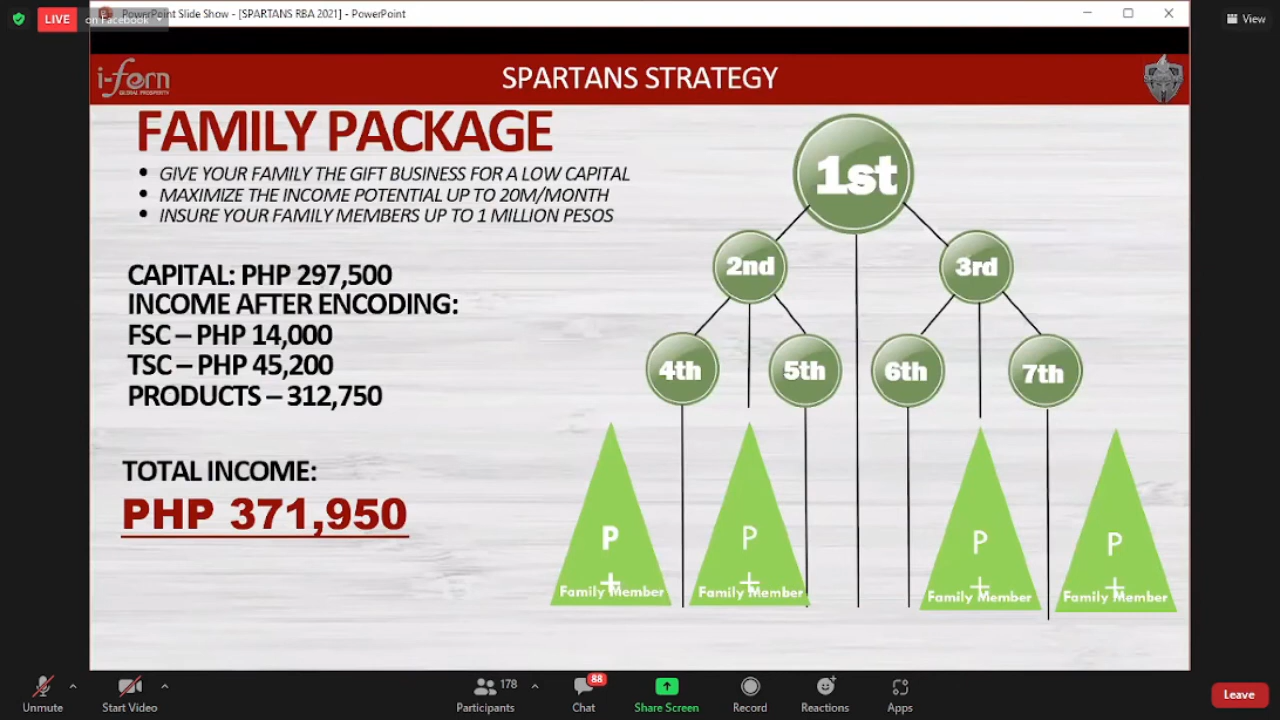 LIVE on Facebook
PowerPoint Slide Show - [SPARTANS RBA 2021] - PowerPoint
View
i-fern
GLOBAL PROSPERITY
SPARTANS STRATEGY
FAMILY PACKAGE
• GIVE YOUR FAMILY THE GIFT BUSINESS FOR A LOW CAPITAL
• MAXIMIZE THE INCOME POTENTIAL UP TO 20M/MONTH
• INSURE YOUR FAMILY MEMBERS UP TO 1 MILLION PESOS
CAPITAL: PHP 297,500
INCOME AFTER ENCODING:
FSC – PHP 14,000
TSC – PHP 45,200
PRODUCTS – 312,750
TOTAL INCOME:
PHP 371,950
1st
2nd
3rd
4th
5th
6th
7th
P
+
Family Member
P
+
Family Member
P
+
Family Member
P
+
Family Member
Unmute
Start Video
178
Participants
88
Chat
Share Screen
Record
Reactions
Apps
Leave